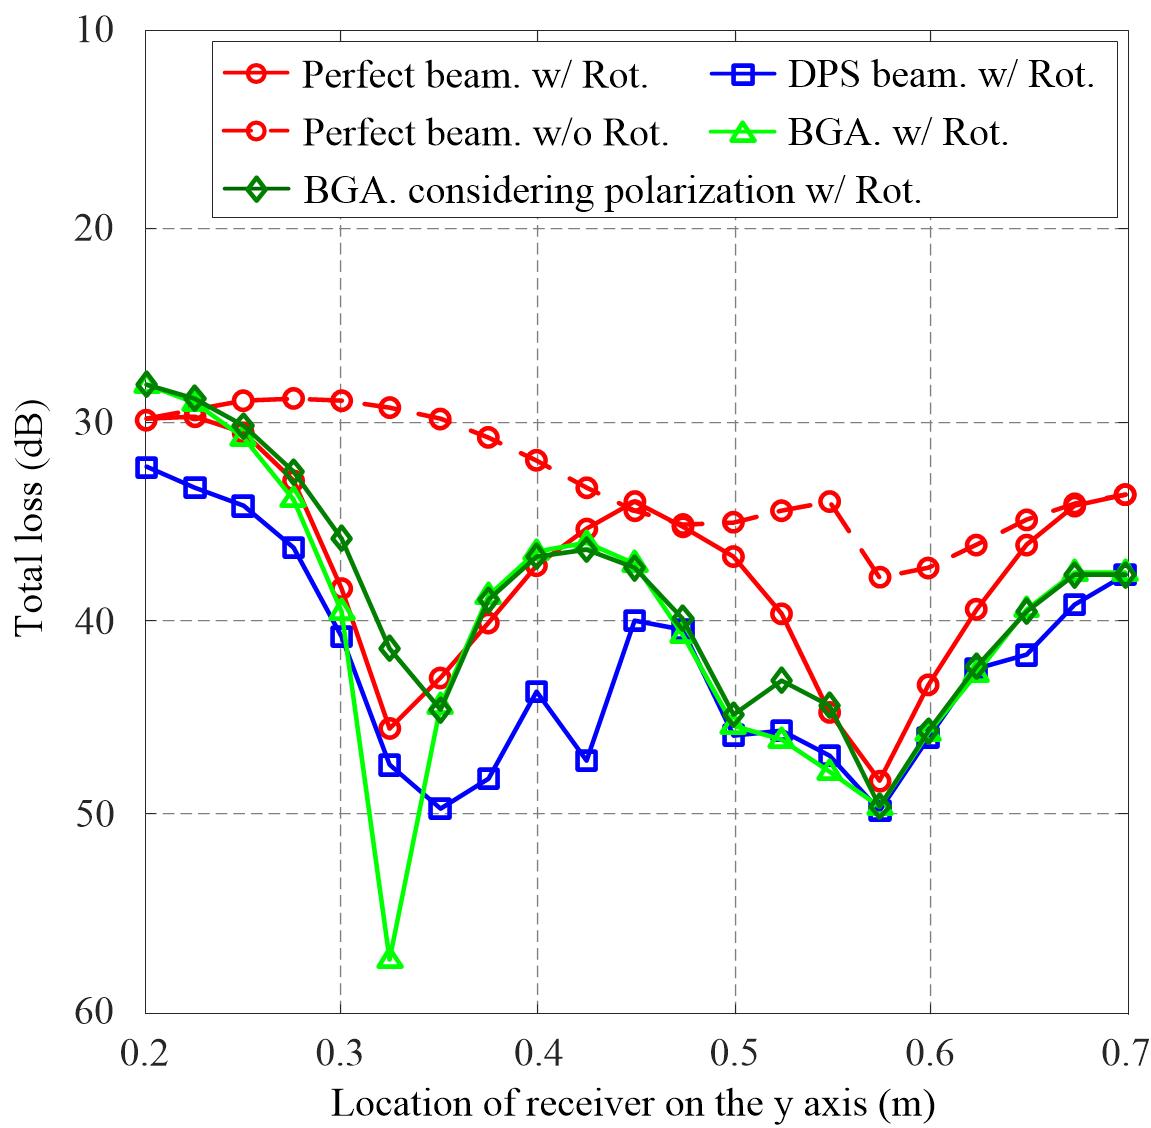 10
Perfect beam. w/ Rot. DPS beam. w/ Rot.
Perfect beam. w/o Rot. BGA. w/ Rot.
BGA. considering polarization w/ Rot.
20
30
40
50
60
Total loss (dB)
0.2 0.3 0.4 0.5 0.6 0.7
Location of receiver on the y axis (m)